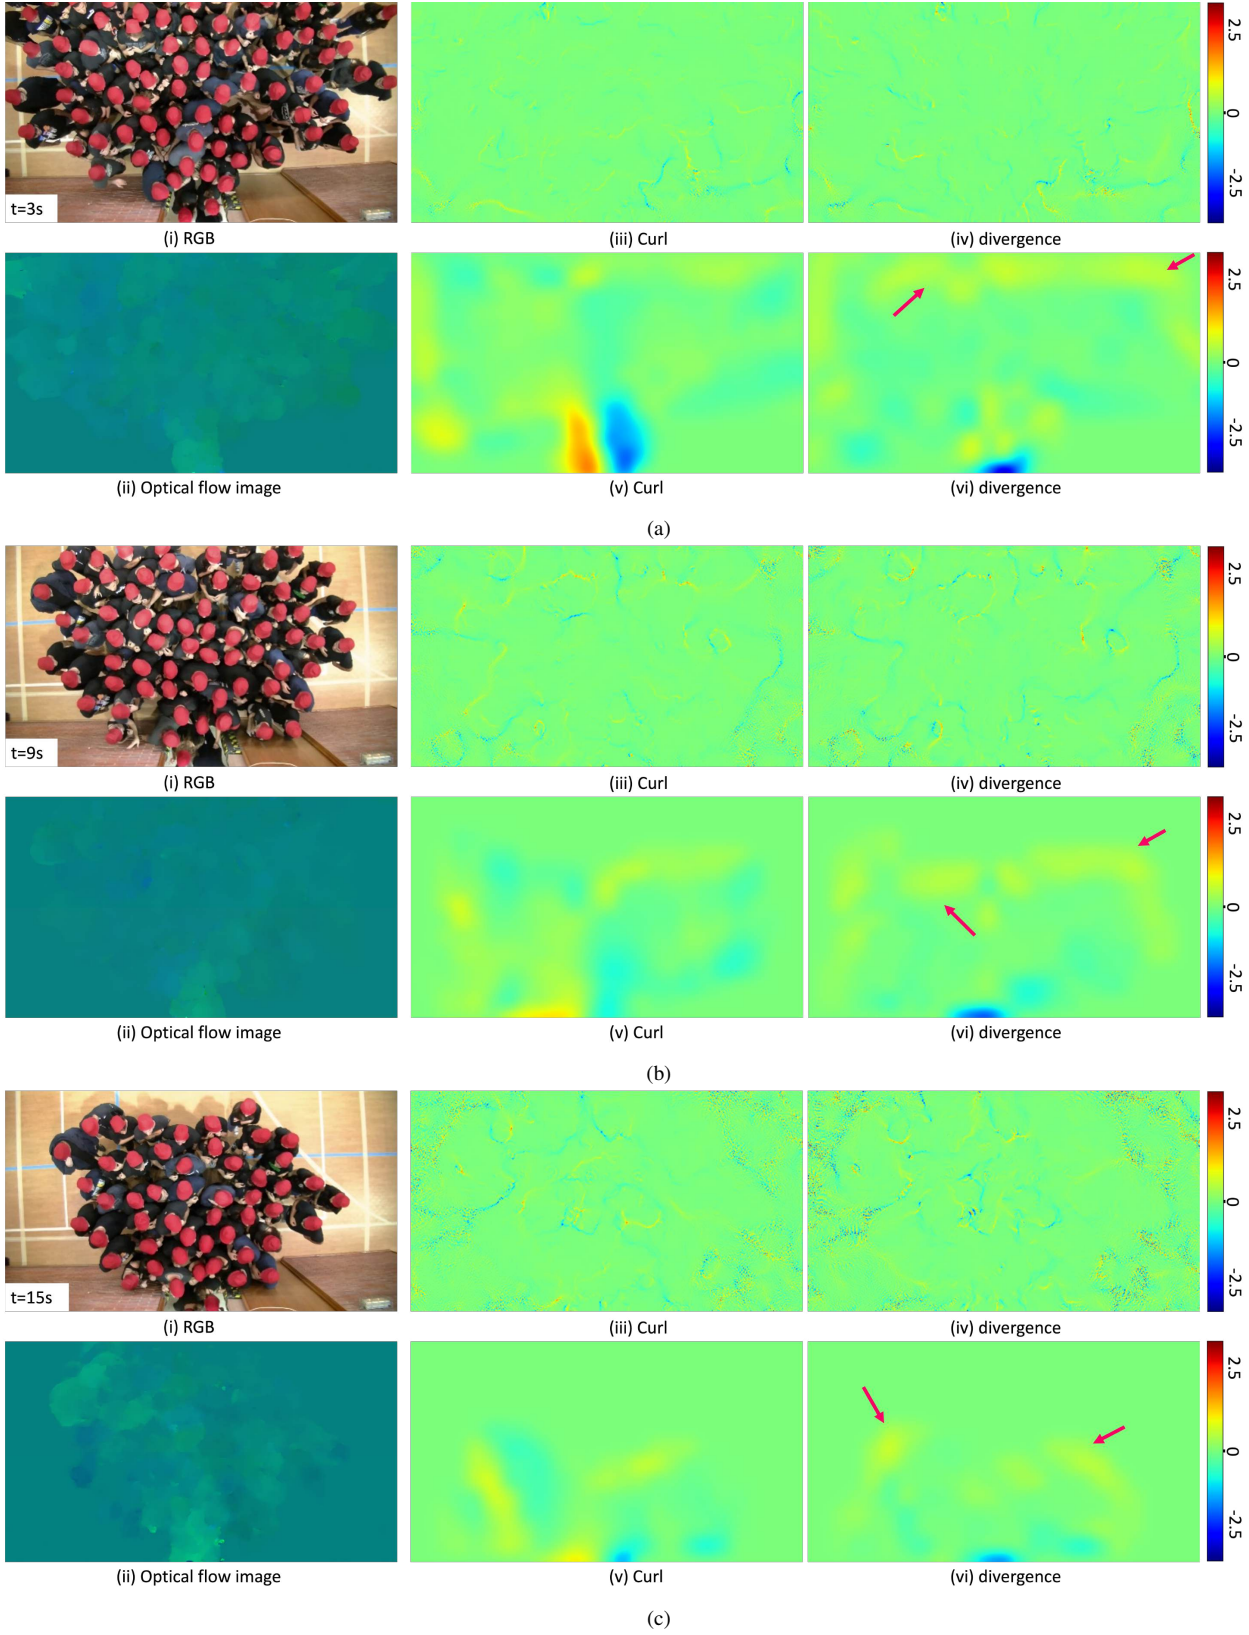 2.5
0
-2.5
t=3s
(i) RGB
(iii) Curl
(iv) divergence
2.5
0
-2.5
(ii) Optical flow image
(v) Curl
(vi) divergence
(a)
2.5
0
-2.5
t=9s
(i) RGB
(iii) Curl
(iv) divergence
2.5
0
-2.5
(ii) Optical flow image
(v) Curl
(vi) divergence
(b)
2.5
0
-2.5
t=15s
(i) RGB
(iii) Curl
(iv) divergence
2.5
0
-2.5
(ii) Optical flow image
(v) Curl
(vi) divergence
(c)